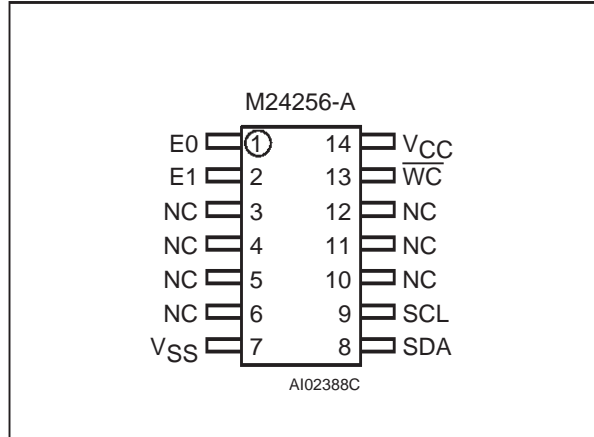 M24256-A
E0 1 14 VCC
E1 2 13 W̅C̅
NC 3 12 NC
NC 4 11 NC
NC 5 10 NC
NC 6 9 SCL
VSS 7 8 SDA
AI02388C